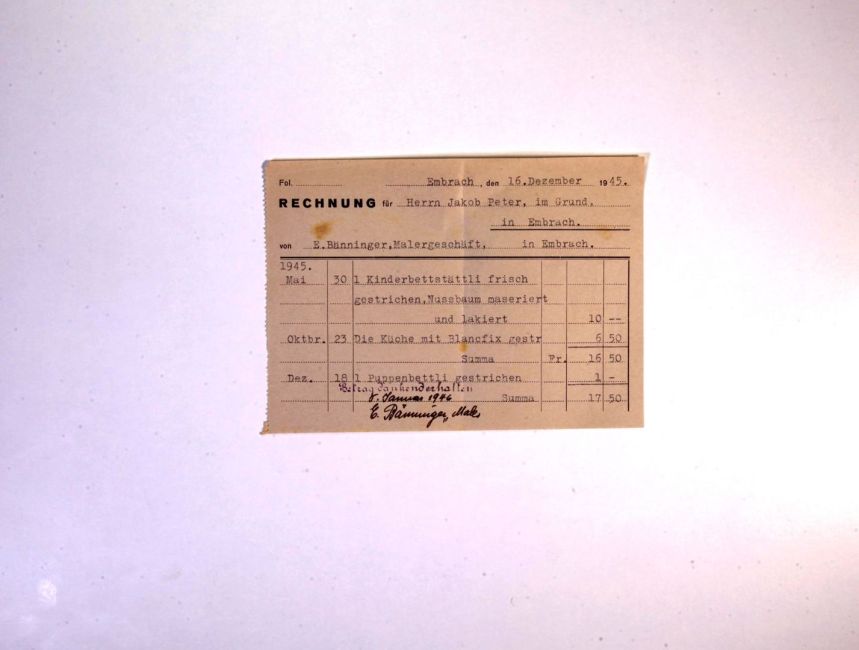 Fol. Embrach, den 16.Dezember 1945.
RECHNUNG für Herrn Jakob Peter, im Grund,
in Embrach.
von E.Bänninger,Malergeschäft, in Embrach.
1945.
Mai 30 1 Kinderbettstättli frisch
gestrichen,Nussbaum maseriert
und lakiert 10 --
Oktbr. 23 Die Küche mit Blancfix gestr 6 50
Summa Fr. 16 50
Dez. 18 1 Puppenbettli gestrichen 1 -
Betrag dankend erhalten
8. Januar 1946 Summa 17 50
E. Bänninger, Maler